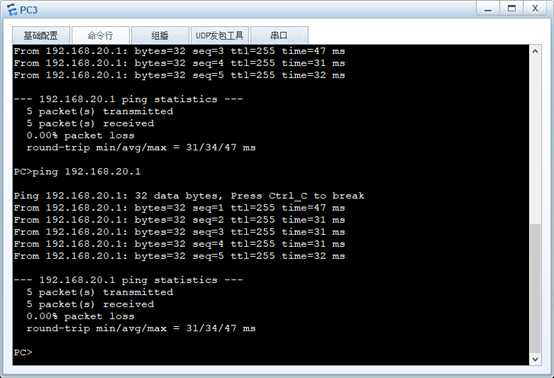 PC3
基础配置 命令行 组播 UDP发包工具 串口
From 192.168.20.1: bytes=32 seq=3 ttl=255 time=47 ms
From 192.168.20.1: bytes=32 seq=4 ttl=255 time=31 ms
From 192.168.20.1: bytes=32 seq=5 ttl=255 time=32 ms
--- 192.168.20.1 ping statistics ---
5 packet(s) transmitted
5 packet(s) received
0.00% packet loss
round-trip min/avg/max = 31/34/47 ms
PC>ping 192.168.20.1
Ping 192.168.20.1: 32 data bytes, Press Ctrl_C to break
From 192.168.20.1: bytes=32 seq=1 ttl=255 time=47 ms
From 192.168.20.1: bytes=32 seq=2 ttl=255 time=31 ms
From 192.168.20.1: bytes=32 seq=3 ttl=255 time=31 ms
From 192.168.20.1: bytes=32 seq=4 ttl=255 time=31 ms
From 192.168.20.1: bytes=32 seq=5 ttl=255 time=32 ms
--- 192.168.20.1 ping statistics ---
5 packet(s) transmitted
5 packet(s) received
0.00% packet loss
round-trip min/avg/max = 31/34/47 ms
PC>